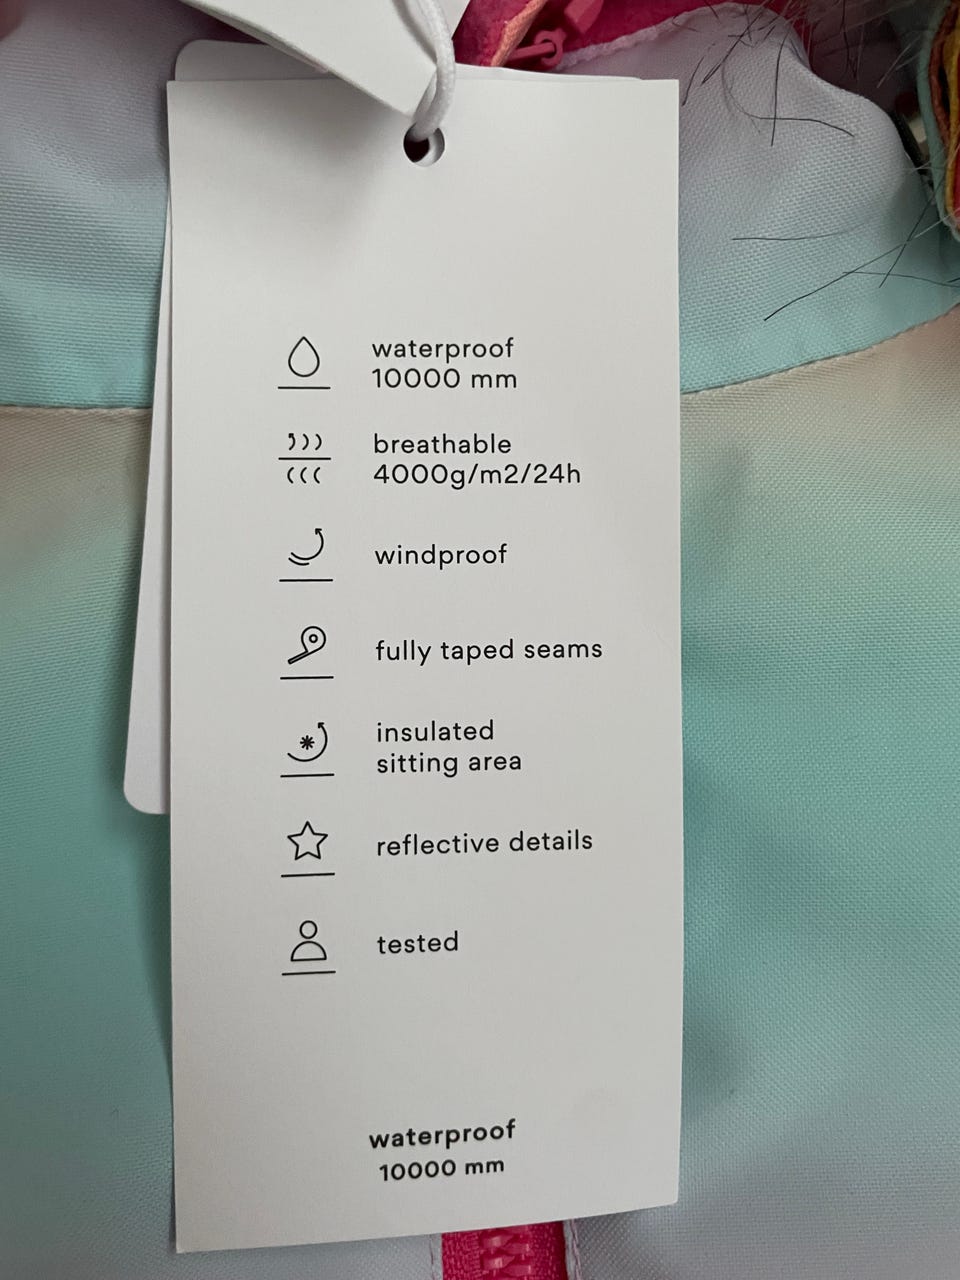 waterproof
10000 mm
breathable
4000g/m2/24h
windproof
fully taped seams
insulated
sitting area
reflective details
tested
waterproof
10000 mm